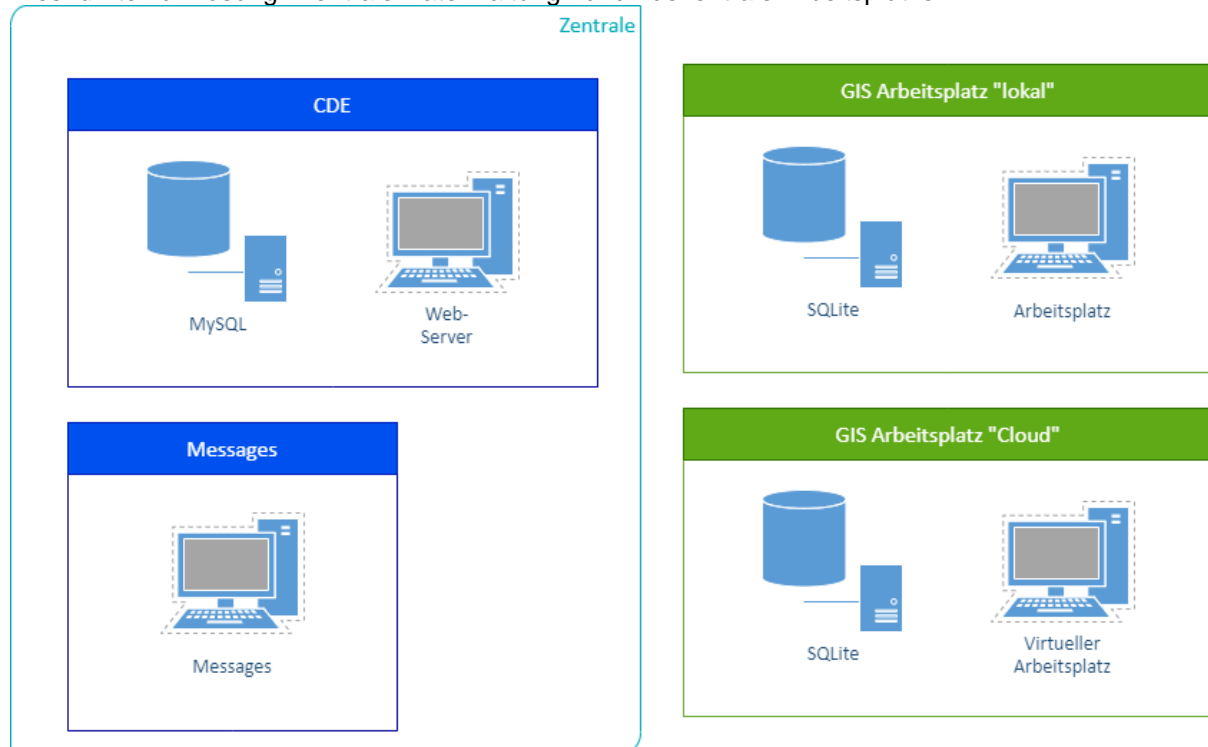 Zentrale
CDE
MySQL
Web-
Server
Messages
Messages
GIS Arbeitsplatz "lokal"
SQLite
Arbeitsplatz
GIS Arbeitsplatz "Cloud"
SQLite
Virtueller
Arbeitsplatz